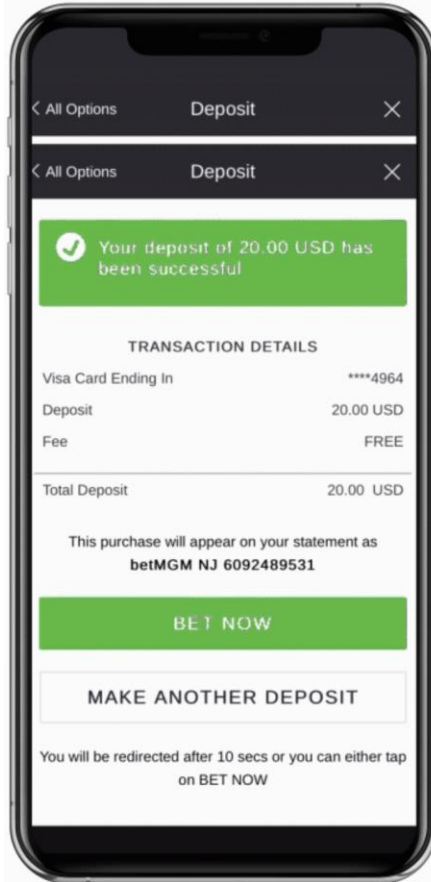 < All Options Deposit ×
< All Options Deposit ×
Your deposit of 20.00 USD has
been successful
TRANSACTION DETAILS
Visa Card Ending In ****4964
Deposit 20.00 USD
Fee FREE
Total Deposit 20.00 USD
This purchase will appear on your statement as
betMGM NJ 6092489531
BET NOW
MAKE ANOTHER DEPOSIT
You will be redirected after 10 secs or you can either tap
on BET NOW